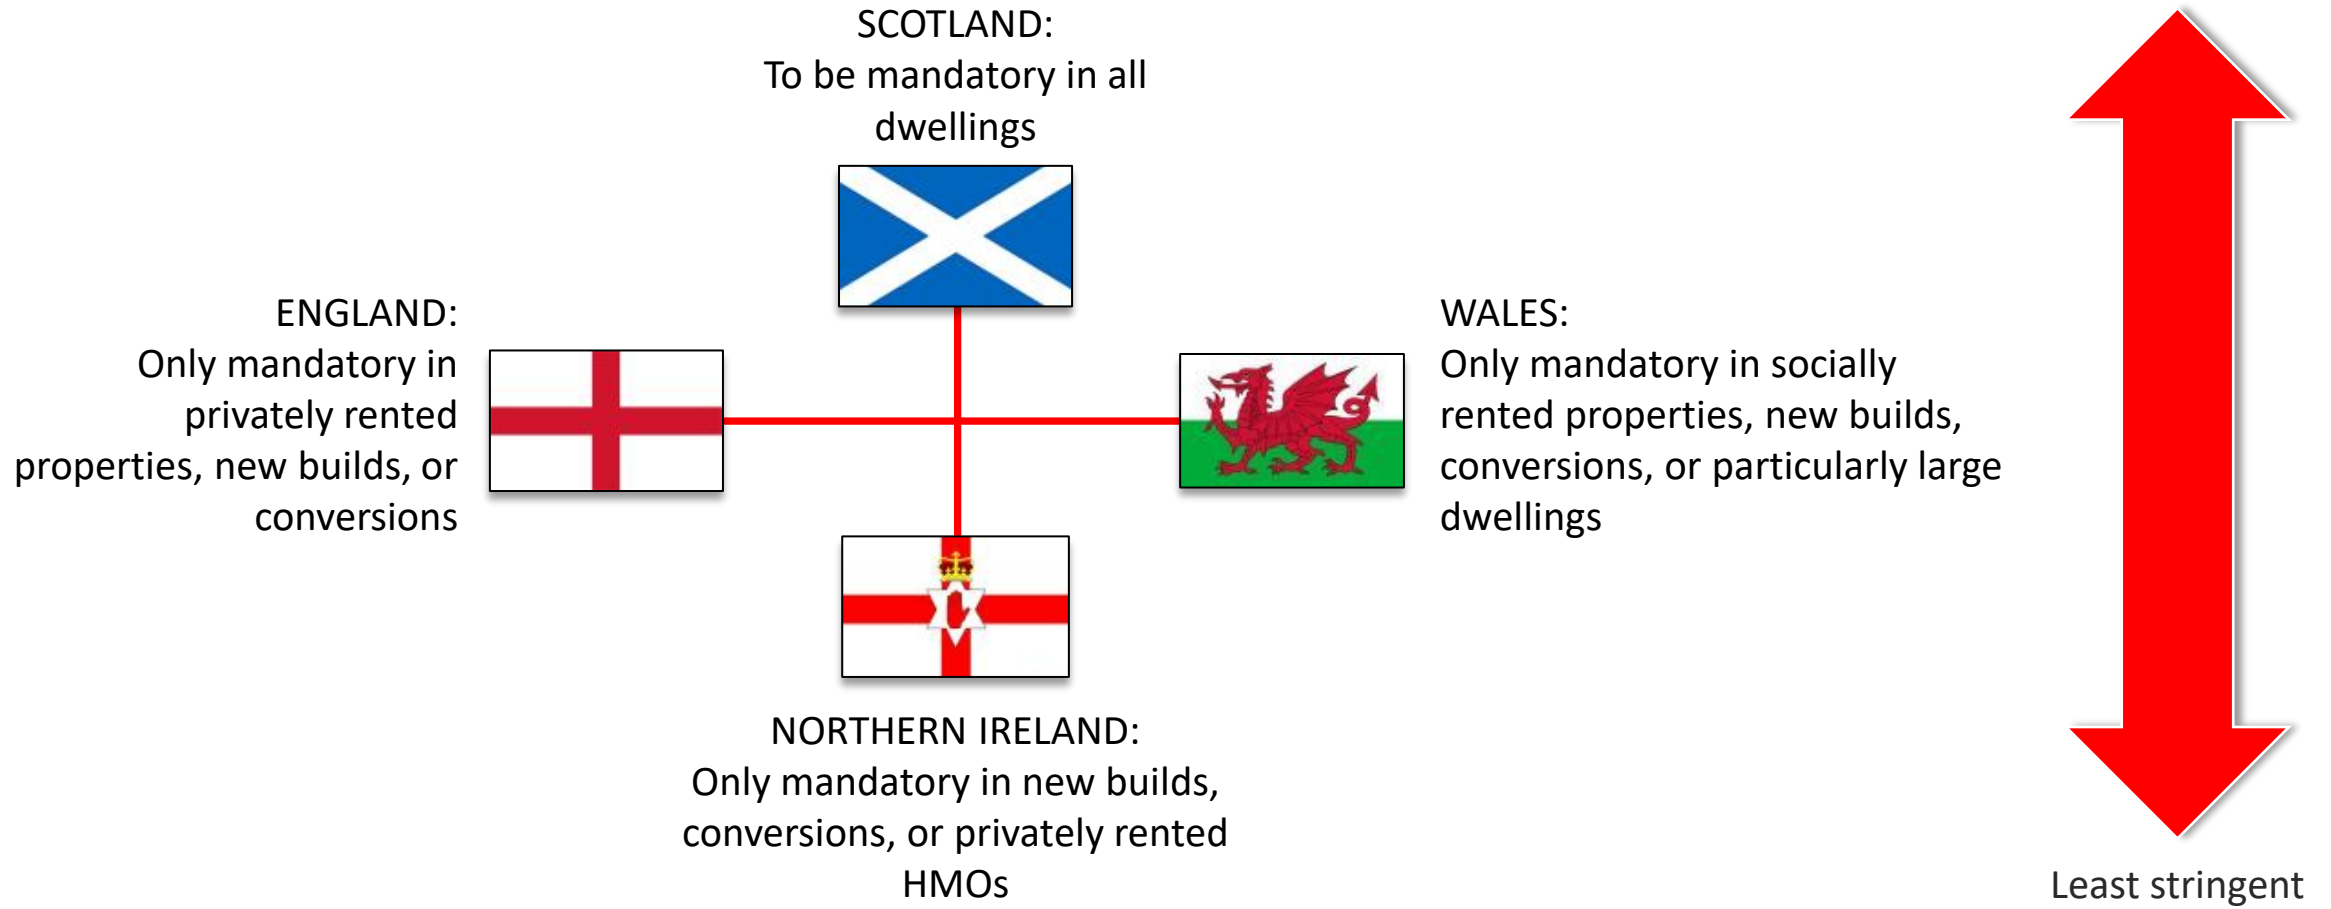 SCOTLAND:
To be mandatory in all
dwellings
ENGLAND:
Only mandatory in
privately rented
properties, new builds, or
conversions
WALES:
Only mandatory in socially
rented properties, new builds,
conversions, or particularly large
dwellings
NORTHERN IRELAND:
Only mandatory in new builds,
conversions, or privately rented
HMOs
Least stringent